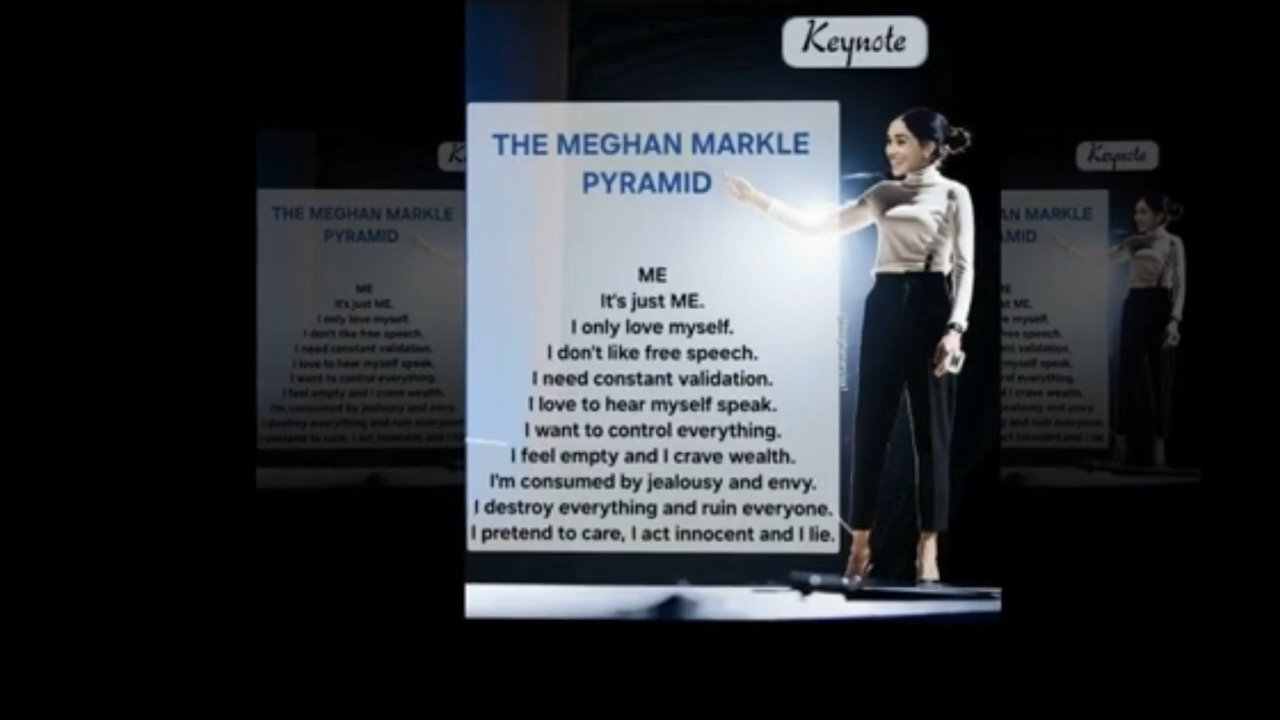 Keynote
THE MEGHAN MARKLE
PYRAMID
ME
It's just ME.
I only love myself.
I don't like free speech.
I need constant validation.
I love to hear myself speak.
I want to control everything.
I feel empty and I crave wealth.
I'm consumed by jealousy and envy.
I destroy everything and ruin everyone.
I pretend to care, I act innocent and I lie.